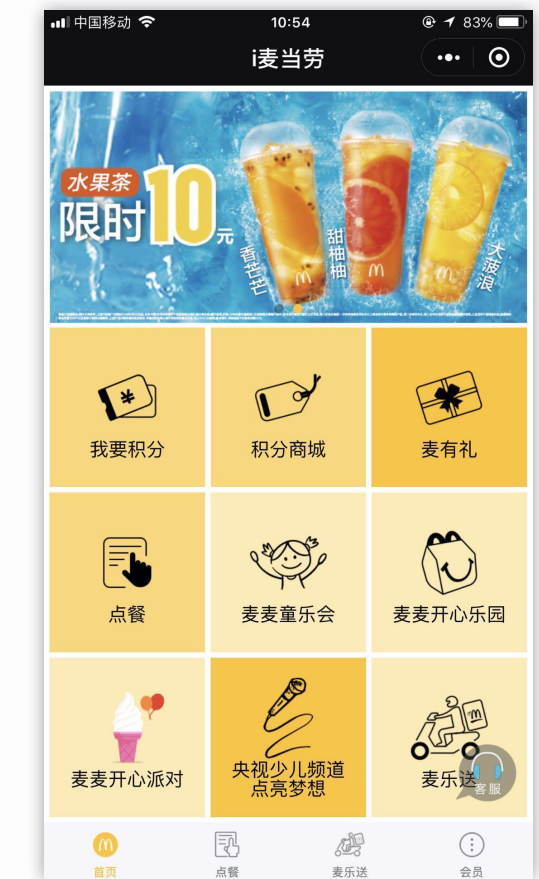 中国移动
10:54
83%
i麦当劳
水果茶
限时10元
香芒芒
甜柚柚
大菠浪
我要积分
积分商城
麦有礼
点餐
麦麦童乐会
麦麦开心乐园
麦麦开心派对
央视少儿频道
点亮梦想
麦乐送
客服
首页
点餐
麦乐送
会员